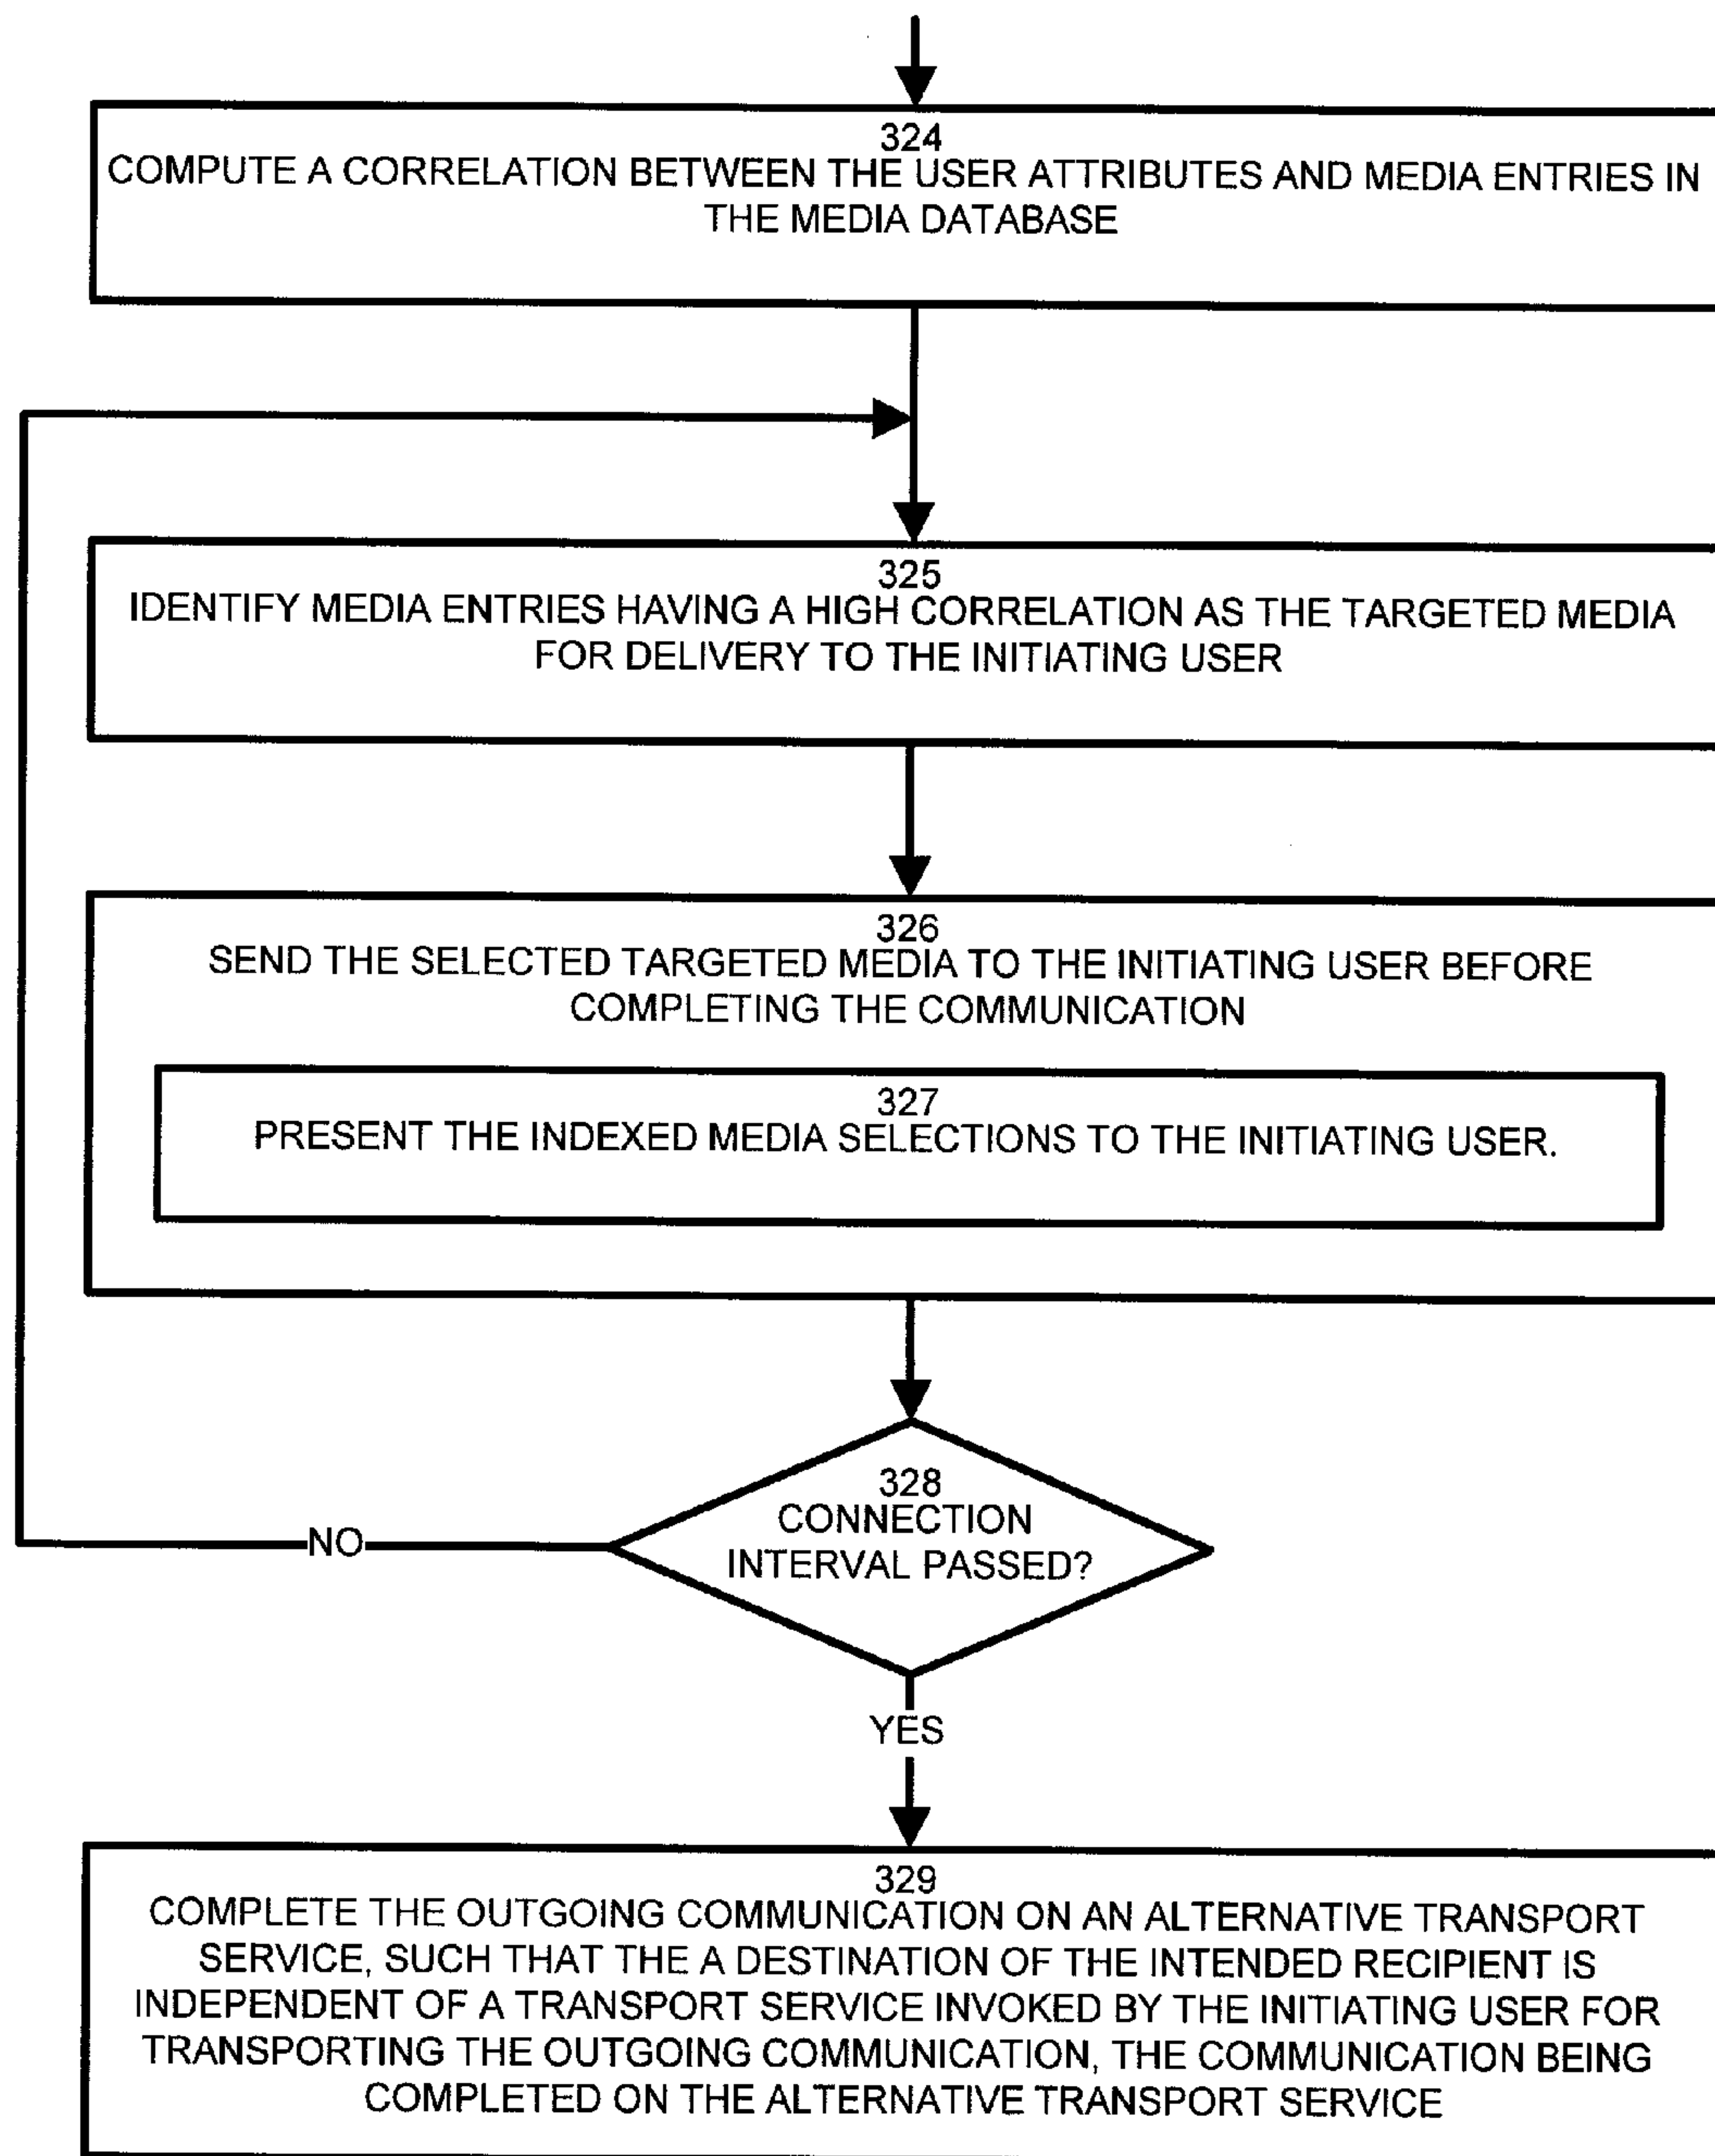 324
COMPUTE A CORRELATION BETWEEN THE USER ATTRIBUTES AND MEDIA ENTRIES IN
THE MEDIA DATABASE
325
IDENTIFY MEDIA ENTRIES HAVING A HIGH CORRELATION AS THE TARGETED MEDIA
FOR DELIVERY TO THE INITIATING USER
326
SEND THE SELECTED TARGETED MEDIA TO THE INITIATING USER BEFORE
COMPLETING THE COMMUNICATION
327
PRESENT THE INDEXED MEDIA SELECTIONS TO THE INITIATING USER.
328
CONNECTION
INTERVAL PASSED?
NO
YES
329
COMPLETE THE OUTGOING COMMUNICATION ON AN ALTERNATIVE TRANSPORT
SERVICE, SUCH THAT THE A DESTINATION OF THE INTENDED RECIPIENT IS
INDEPENDENT OF A TRANSPORT SERVICE INVOKED BY THE INITIATING USER FOR
TRANSPORTING THE OUTGOING COMMUNICATION, THE COMMUNICATION BEING
COMPLETED ON THE ALTERNATIVE TRANSPORT SERVICE